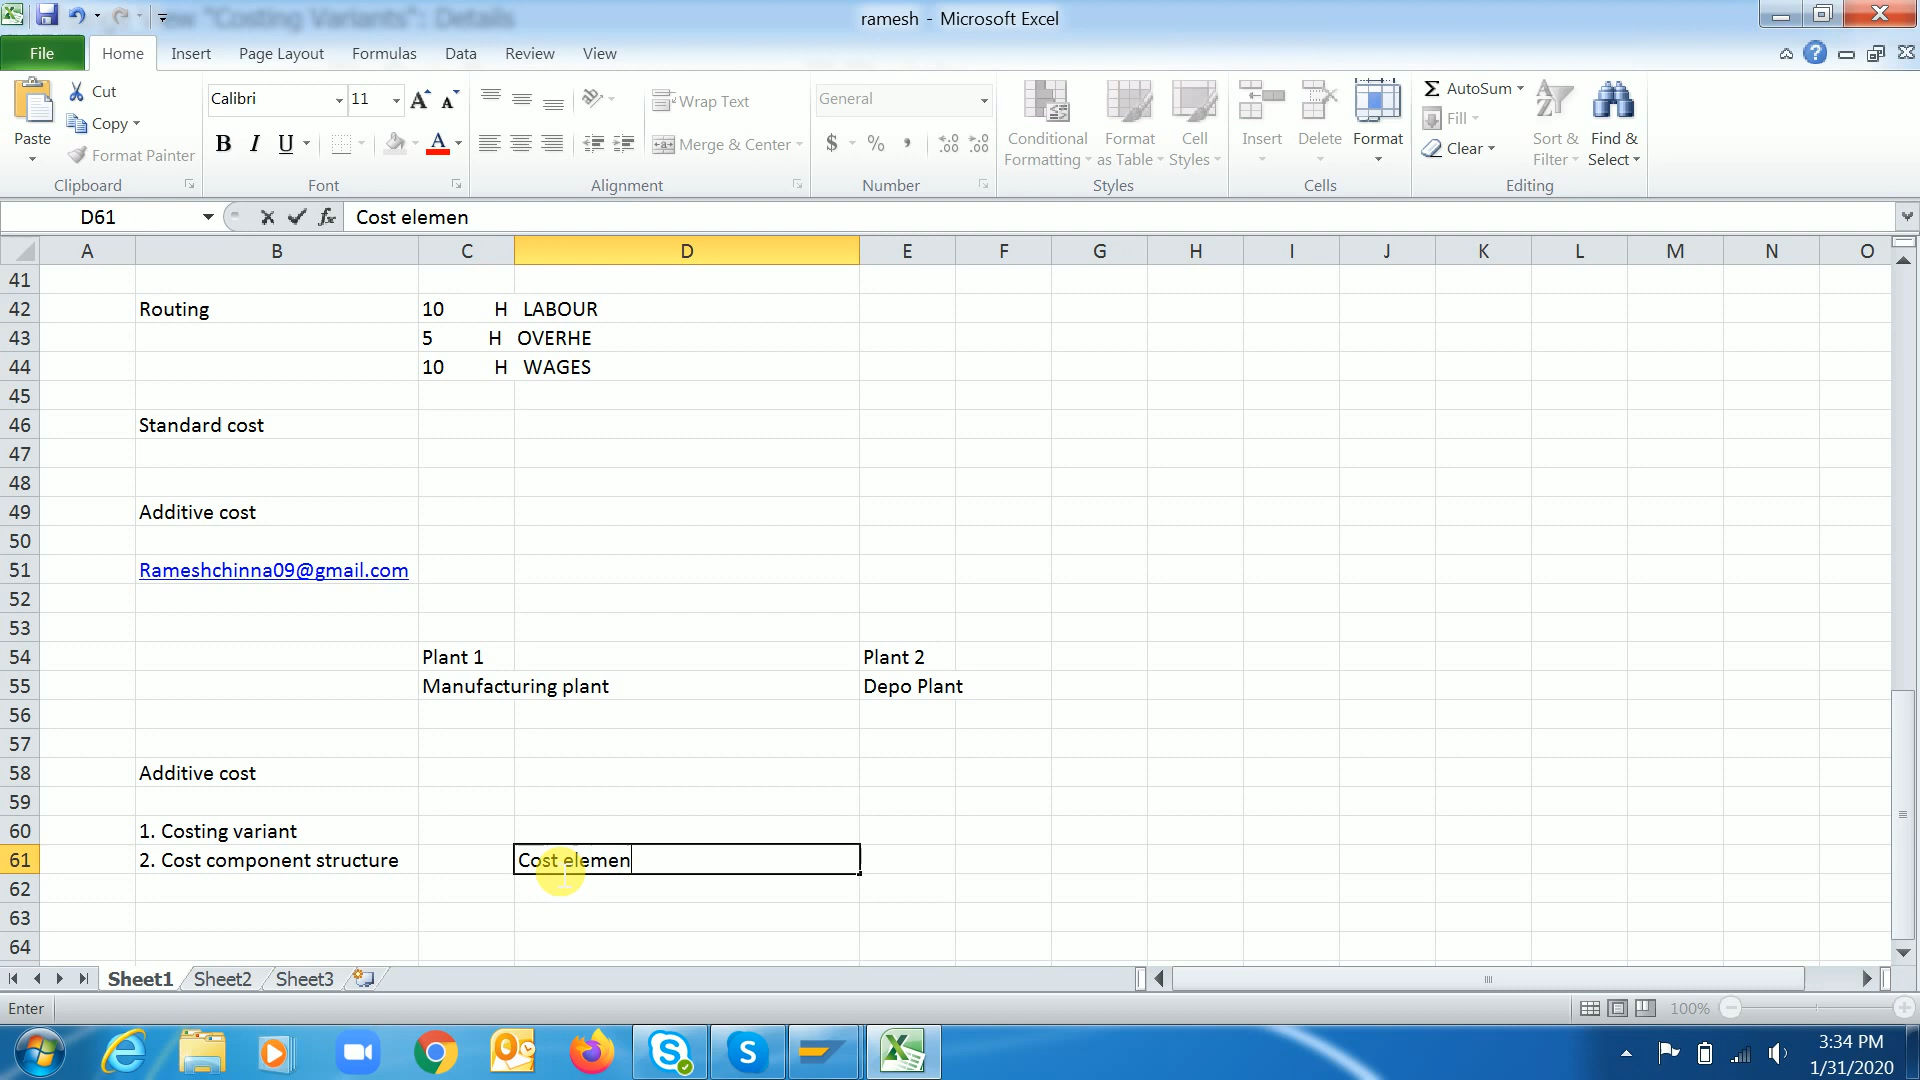 ew "Costing Variants": Details
ramesh - Microsoft Excel
File Home Insert Page Layout Formulas Data Review View
Paste
Cut
Copy
Format Painter
Clipboard
Calibri 11
B I U
Font
Wrap Text
Merge & Center
Alignment
General
$ % ,
Number
Conditional Formatting
Format as Table
Cell Styles
Styles
Insert Delete Format
Cells
AutoSum
Fill
Clear
Sort & Filter
Find & Select
Editing
D61 fx Cost elemen
A B C D E F G H I J K L M N O
41
42 Routing 10 H LABOUR
43 5 H OVERHE
44 10 H WAGES
45
46 Standard cost
47
48
49 Additive cost
50
51 Rameshchinna09@gmail.com
52
53
54 Plant 1 Plant 2
55 Manufacturing plant Depo Plant
56
57
58 Additive cost
59
60 1. Costing variant
61 2. Cost component structure Cost elemen
62
63
64
Sheet1 Sheet2 Sheet3
Enter 100%
3:34 PM
1/31/2020